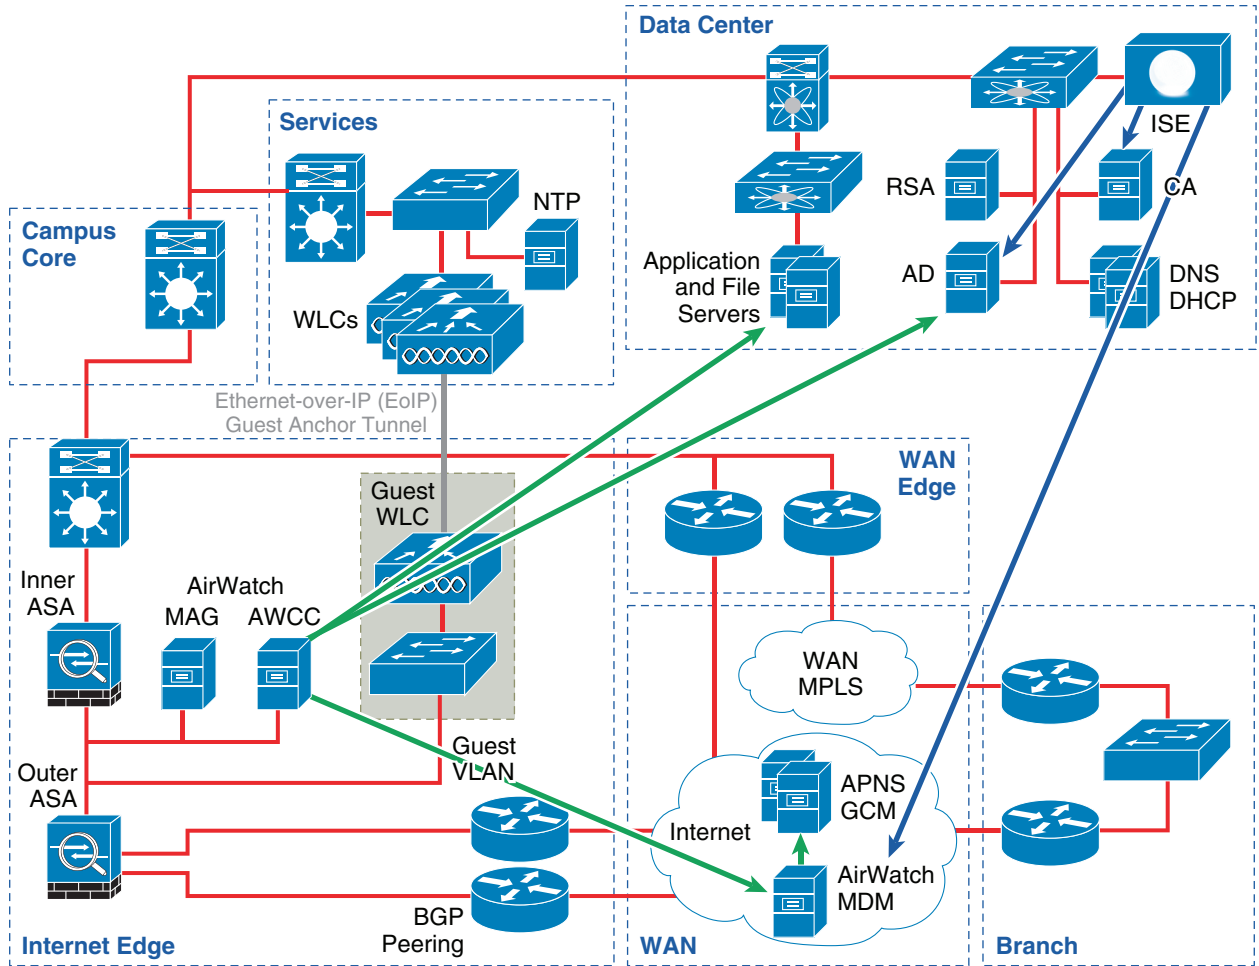 Data Center
ISE
RSA
CA
Application
and File
Servers
AD
DNS
DHCP
Services
NTP
WLCs
Campus
Core
Ethernet-over-IP (EoIP)
Guest Anchor Tunnel
Guest
WLC
WAN
Edge
Inner
ASA
AirWatch
MAG
AWCC
WAN
MPLS
Guest
VLAN
Outer
ASA
APNS
GCM
Internet
AirWatch
MDM
BGP
Peering
Internet Edge
WAN
Branch